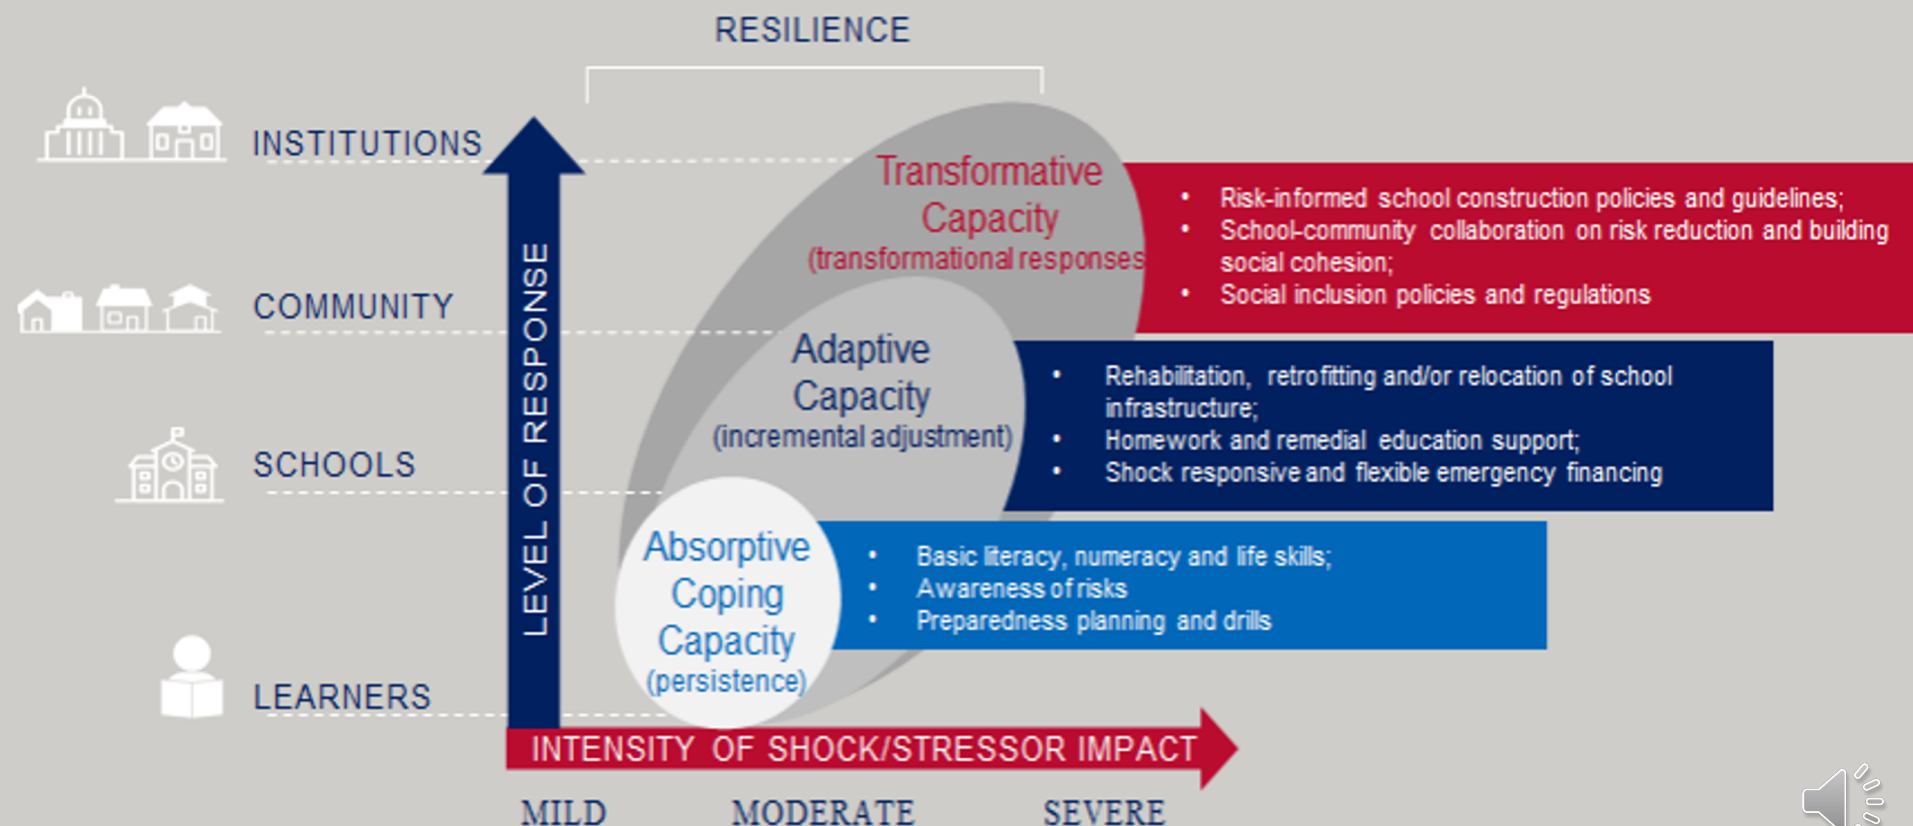 RESILIENCE
INSTITUTIONS
COMMUNITY
SCHOOLS
LEARNERS
LEVEL OF RESPONSE
Transformative
Capacity
(transformational responses
• Risk-informed school construction policies and guidelines;
• School-community collaboration on risk reduction and building
social cohesion;
• Social inclusion policies and regulations
Adaptive
Capacity
(incremental adjustment)
• Rehabilitation, retrofitting and/or relocation of school
infrastructure;
• Homework and remedial education support;
• Shock responsive and flexible emergency financing
Absorptive
Coping
Capacity
(persistence)
• Basic literacy, numeracy and life skills;
• Awareness of risks
• Preparedness planning and drills
INTENSITY OF SHOCK/STRESSOR IMPACT
MILD MODERATE SEVERE